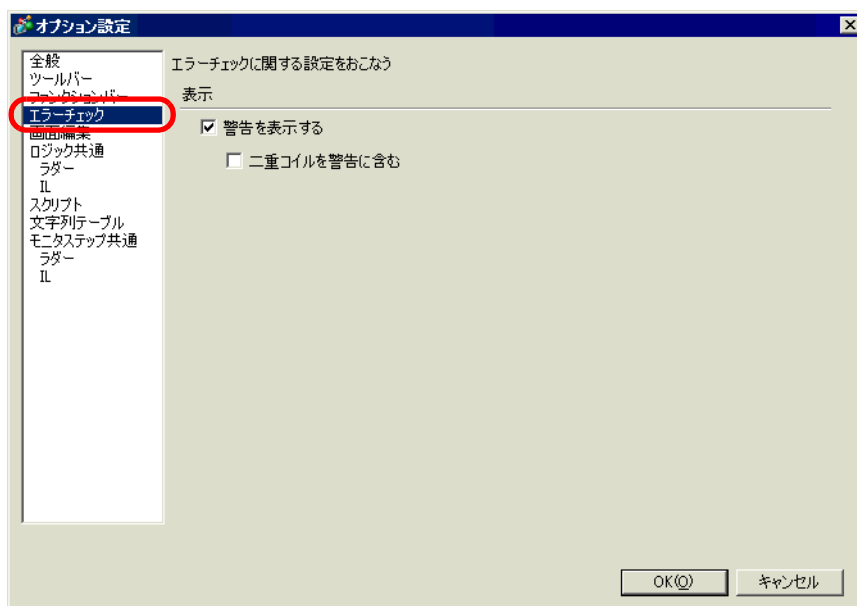 オプション設定
全般
ツールバー
ファンクションバー
エラーチェック
画面編集
ロジック共通
ラダー
IL
スクリプト
文字列テーブル
モニタステップ共通
ラダー
IL
エラーチェックに関する設定をおこなう
表示
警告を表示する
二重コイルを警告に含む
OK(O)
キャンセル